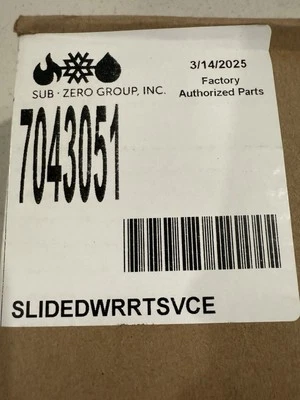 3/14/2025
SUB · ZERO GROUP, INC.
Factory
Authorized Parts
7043051
SLIDEDWRRTSVCE